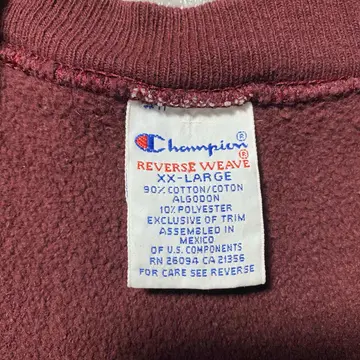 Champion®
REVERSE WEAVE®
XX-LARGE
90% COTTON/COTON
ALGODON
10% POLYESTER
EXCLUSIVE OF TRIM
ASSEMBLED IN
MEXICO
OF U.S. COMPONENTS
RN 26094 CA 21356
FOR CARE SEE REVERSE